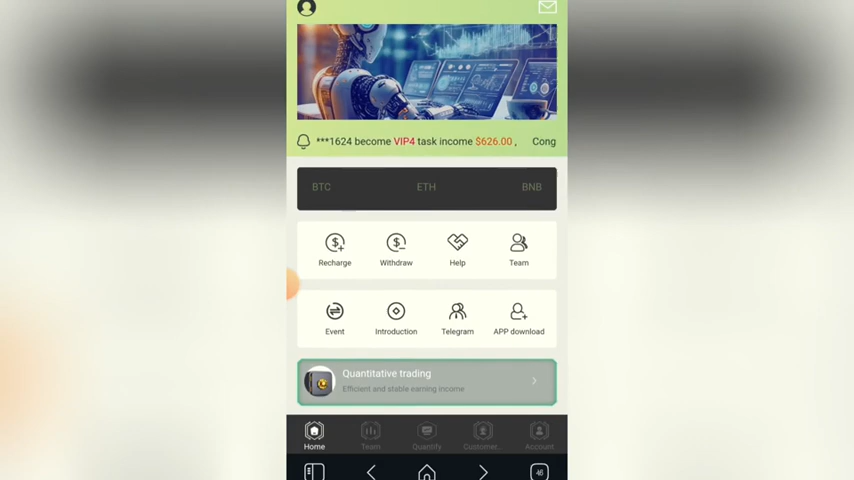 ***1624 become VIP4 task income $626.00 , Cong
BTC ETH BNB
Recharge Withdraw Help Team
Event Introduction Telegram APP download
Quantitative trading
Efficient and stable earning income
Home Team Quantify Customer... Account
46